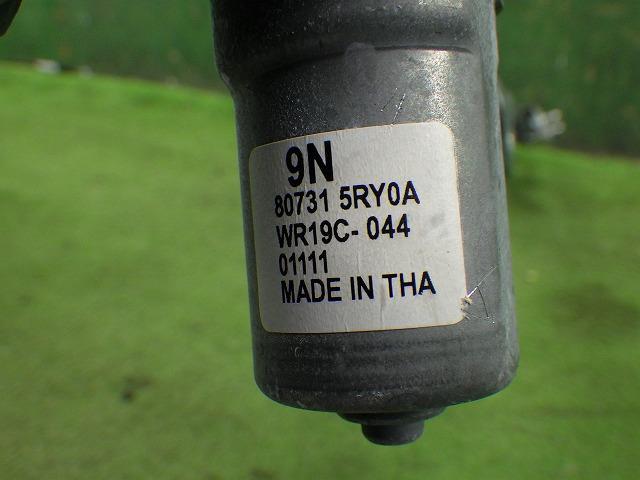 9N
80731 5RY0A
WR19C- 044
01111
MADE IN THA